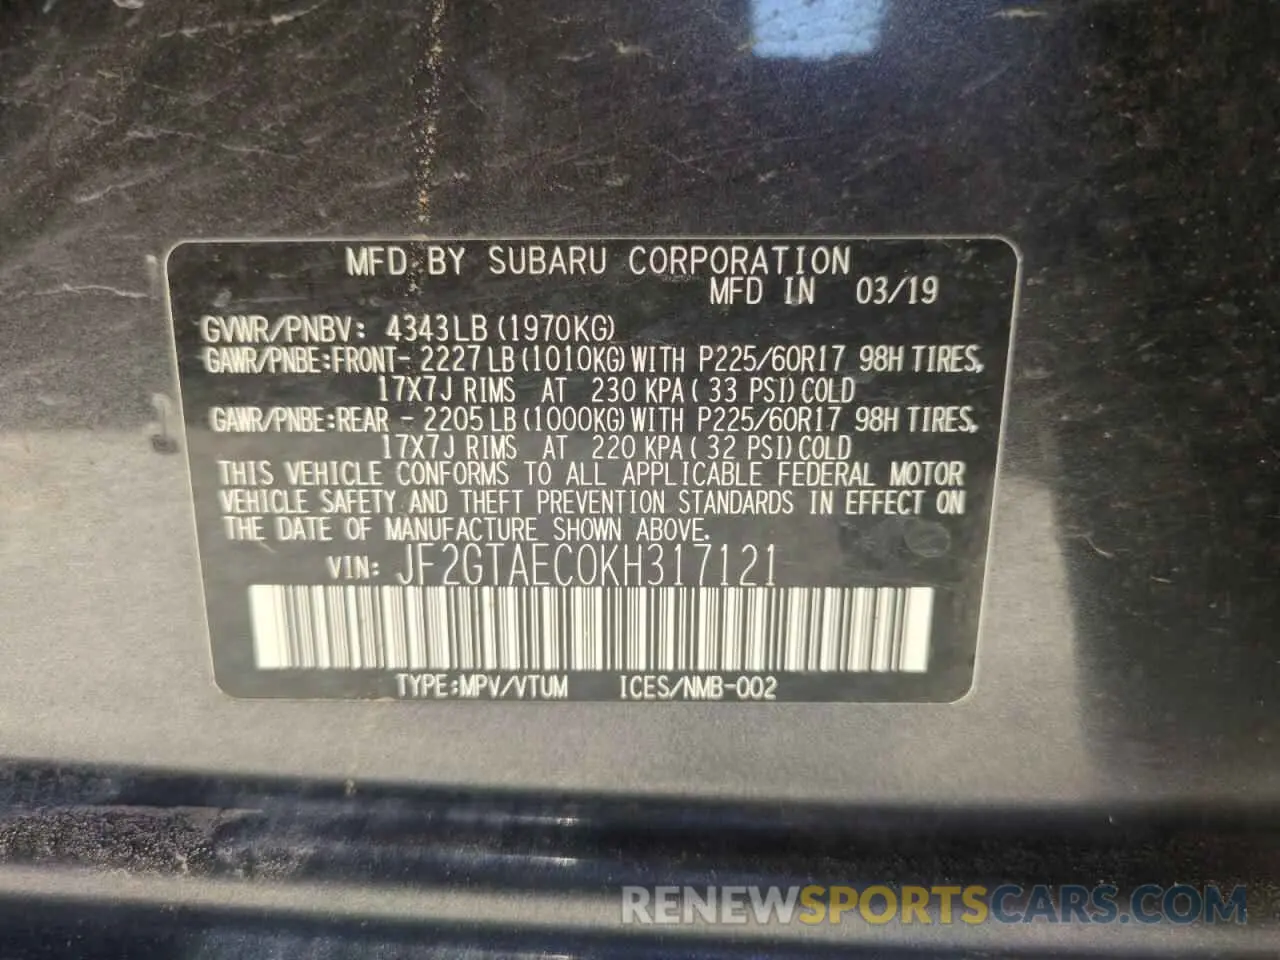 MFD BY SUBARU CORPORATION
MFD IN 03/19
GVWR/PNBV: 4343LB (1970KG)
GAWR/PNBE:FRONT- 2227 LB (1010KG) WITH P225/60R17 98H TIRES,
17X7J RIMS AT 230 KPA ( 33 PSI) COLD
GAWR/PNBE:REAR - 2205 LB (1000KG) WITH P225/60R17 98H TIRES,
17X7J RIMS AT 220 KPA ( 32 PSI) COLD
THIS VEHICLE CONFORMS TO ALL APPLICABLE FEDERAL MOTOR
VEHICLE SAFETY AND THEFT PREVENTION STANDARDS IN EFFECT ON
THE DATE OF MANUFACTURE SHOWN ABOVE.
VIN: JF2GTAEC0KH317121
TYPE:MPV/VTUM ICES/NMB-002
RENEWSPORTSCARS.COM